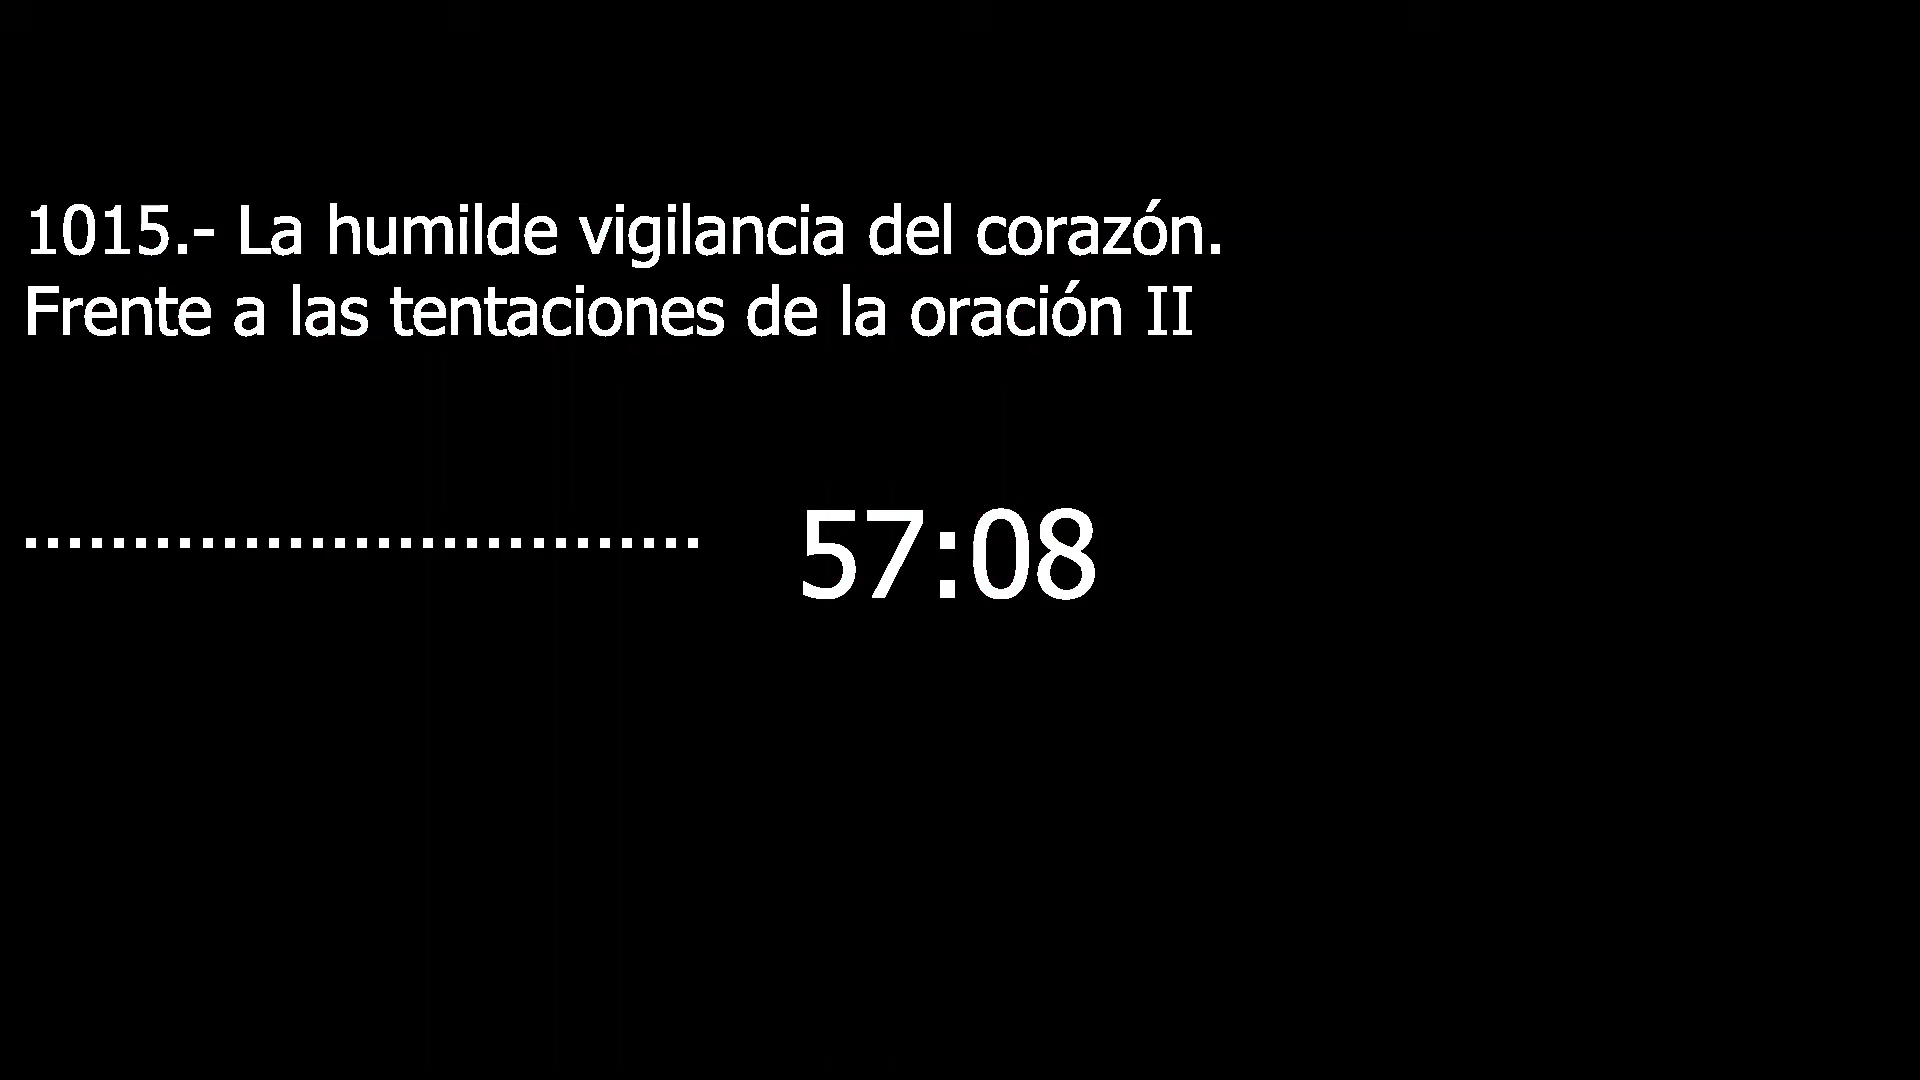 1015.- La humilde vigilancia del corazón.
Frente a las tentaciones de la oración II
............................... 57:08